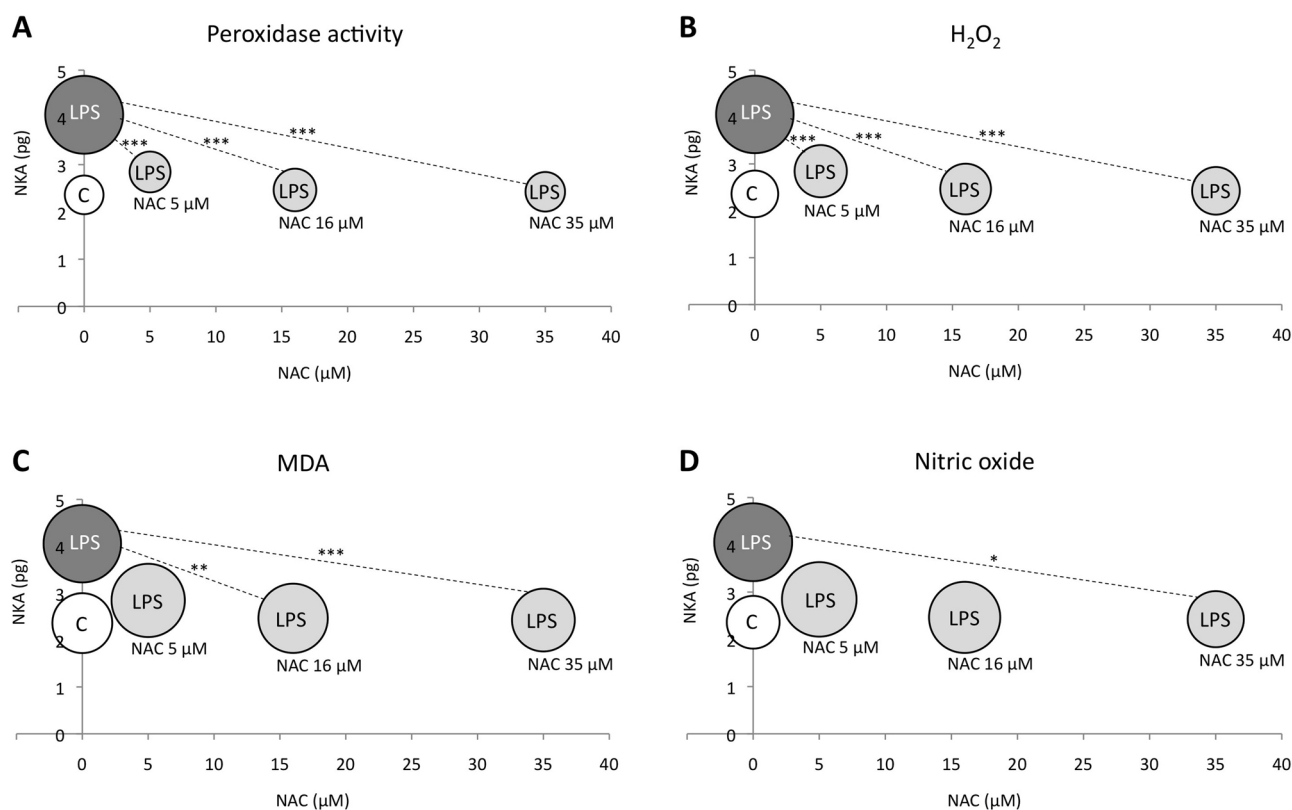 A
Peroxidase activity
5
LPS
4
***
***
***
3
NKA (pg)
LPS
LPS
LPS
C
NAC 5 µM
2
NAC 16 µM
NAC 35 µM
1
0
0 5 10 15 20 25 30 35 40
NAC (µM)
B
H₂O₂
5
LPS
4
***
***
***
3
NKA (pg)
LPS
LPS
LPS
C
NAC 5 µM
2
NAC 16 µM
NAC 35 µM
1
0
0 5 10 15 20 25 30 35 40
NAC (µM)
C
MDA
5
LPS
4
***
**
3
NKA (pg)
LPS
LPS
LPS
C
2
NAC 5 µM
NAC 16 µM
NAC 35 µM
1
0
0 5 10 15 20 25 30 35 40
NAC (µM)
D
Nitric oxide
5
LPS
4
*
3
NKA (pg)
LPS
LPS
LPS
C
2
NAC 5 µM
NAC 16 µM
NAC 35 µM
1
0
0 5 10 15 20 25 30 35 40
NAC (µM)